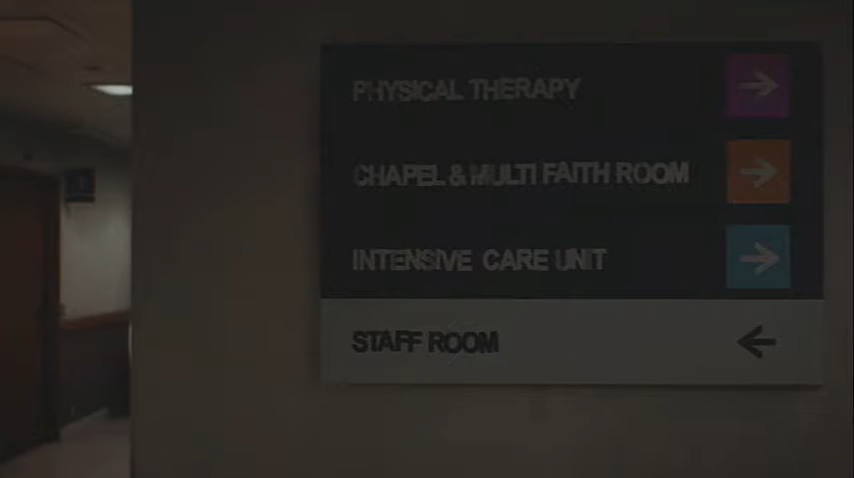 PHYSICAL THERAPY
CHAPEL & MULTI FAITH ROOM
INTENSIVE CARE UNIT
STAFF ROOM